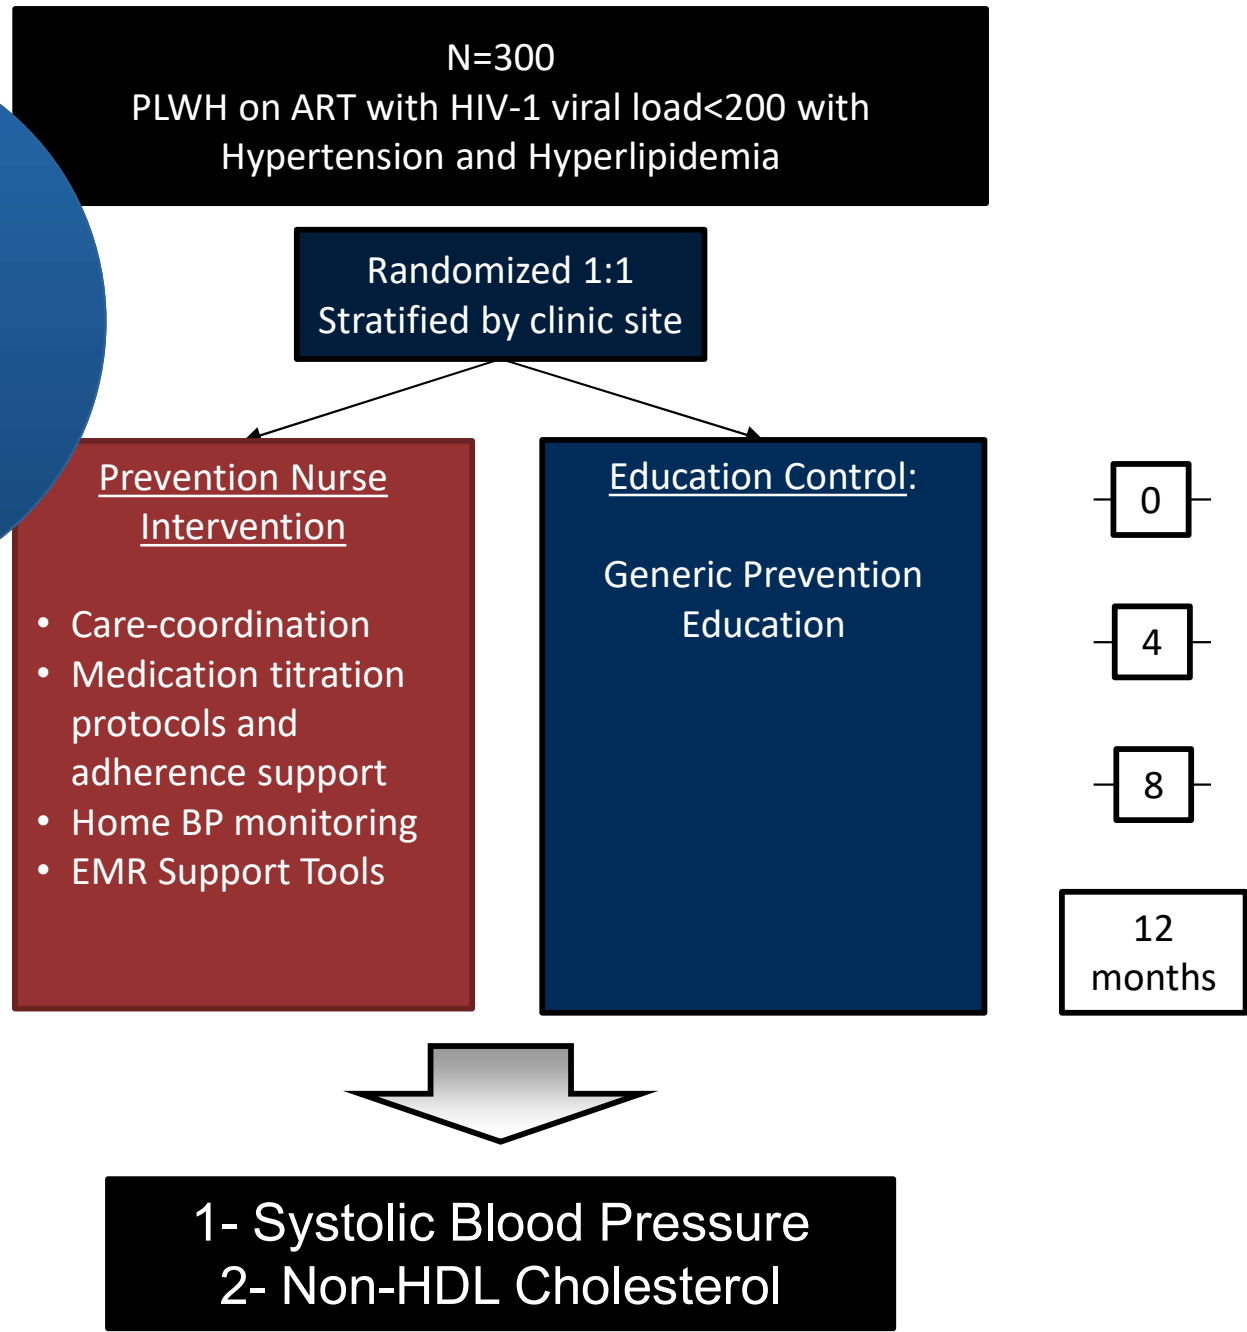 N=300
PLWH on ART with HIV-1 viral load<200 with
Hypertension and Hyperlipidemia
Randomized 1:1
Stratified by clinic site
Prevention Nurse
Intervention
• Care-coordination
• Medication titration
protocols and
adherence support
• Home BP monitoring
• EMR Support Tools
Education Control:
Generic Prevention
Education
0
4
8
12
months
1- Systolic Blood Pressure
2- Non-HDL Cholesterol